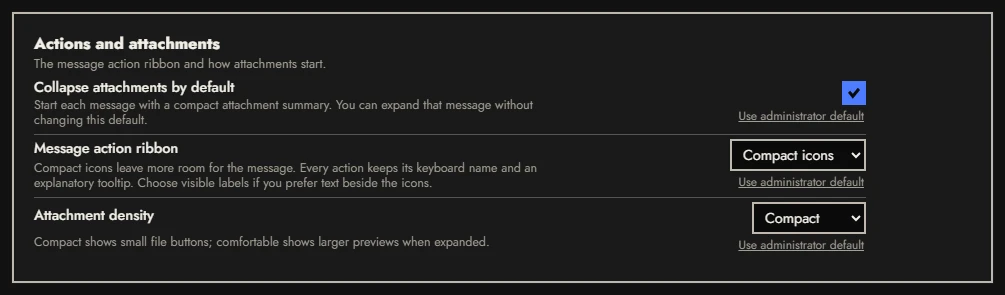 Actions and attachments
The message action ribbon and how attachments start.
Collapse attachments by default
Start each message with a compact attachment summary. You can expand that message without
changing this default.
Use administrator default
Message action ribbon
Compact icons leave more room for the message. Every action keeps its keyboard name and an
explanatory tooltip. Choose visible labels if you prefer text beside the icons.
Compact icons
Use administrator default
Attachment density
Compact shows small file buttons; comfortable shows larger previews when expanded.
Compact
Use administrator default